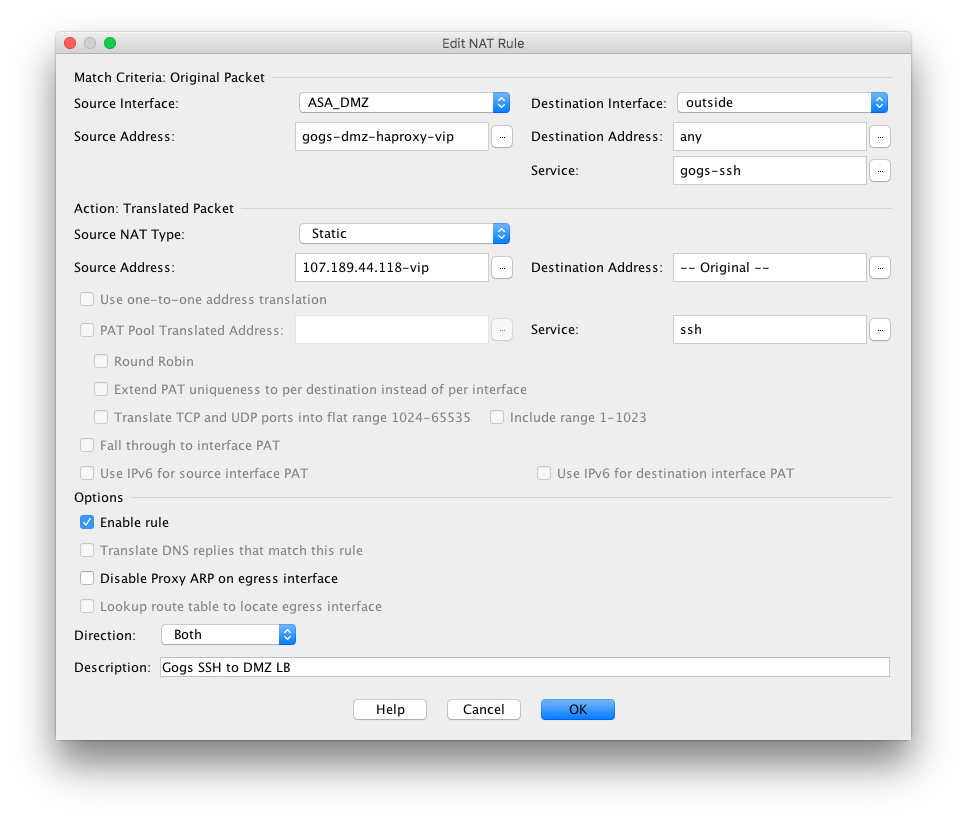 Edit NAT Rule
Match Criteria: Original Packet
Source Interface: ASA_DMZ Destination Interface: outside
Source Address: gogs-dmz-haproxy-vip ... Destination Address: any ...
Service: gogs-ssh ...
Action: Translated Packet
Source NAT Type: Static
Source Address: 107.189.44.118-vip ... Destination Address: -- Original -- ...
Use one-to-one address translation
PAT Pool Translated Address: ... Service: ssh ...
Round Robin
Extend PAT uniqueness to per destination instead of per interface
Translate TCP and UDP ports into flat range 1024-65535 Include range 1-1023
Fall through to interface PAT
Use IPv6 for source interface PAT Use IPv6 for destination interface PAT
Options
Enable rule
Translate DNS replies that match this rule
Disable Proxy ARP on egress interface
Lookup route table to locate egress interface
Direction: Both
Description: Gogs SSH to DMZ LB
Help Cancel OK